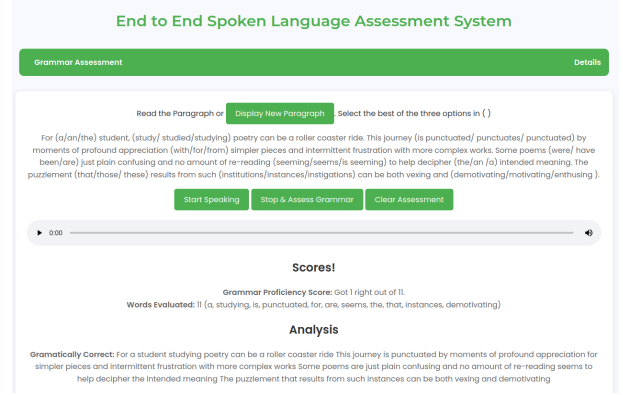 End to End Spoken Language Assessment System
Grammar Assessment Details
Read the Paragraph or Display New Paragraph . Select the best of the three options in ( )
For (a/an/the) student, (study/ studied/studying) poetry can be a roller coaster ride. This journey (is punctuated/ punctuates/ punctuated) by
moments of profound appreciation (with/for/from) simpler pieces and intermittent frustration with more complex works. Some poems (were/ have
been/are) just plain confusing and no amount of re-reading (seeming/seems/is seeming) to help decipher (the/an /a) intended meaning. The
puzzlement (that/those/ these) results from such (institutions/instances/instigations) can be both vexing and (demotivating/motivating/enthusing ).
Start Speaking Stop & Assess Grammar Clear Assessment
0:00
Scores!
Grammar Proficiency Score: Got 1 right out of 11.
Words Evaluated: 11 (a, studying, is, punctuated, for, are, seems, the, that, instances, demotivating)
Analysis
Gramatically Correct: For a student studying poetry can be a roller coaster ride This journey is punctuated by moments of profound appreciation for
simpler pieces and intermittent frustration with more complex works Some poems are just plain confusing and no amount of re-reading seems to
help decipher the intended meaning The puzzlement that results from such instances can be both vexing and demotivating